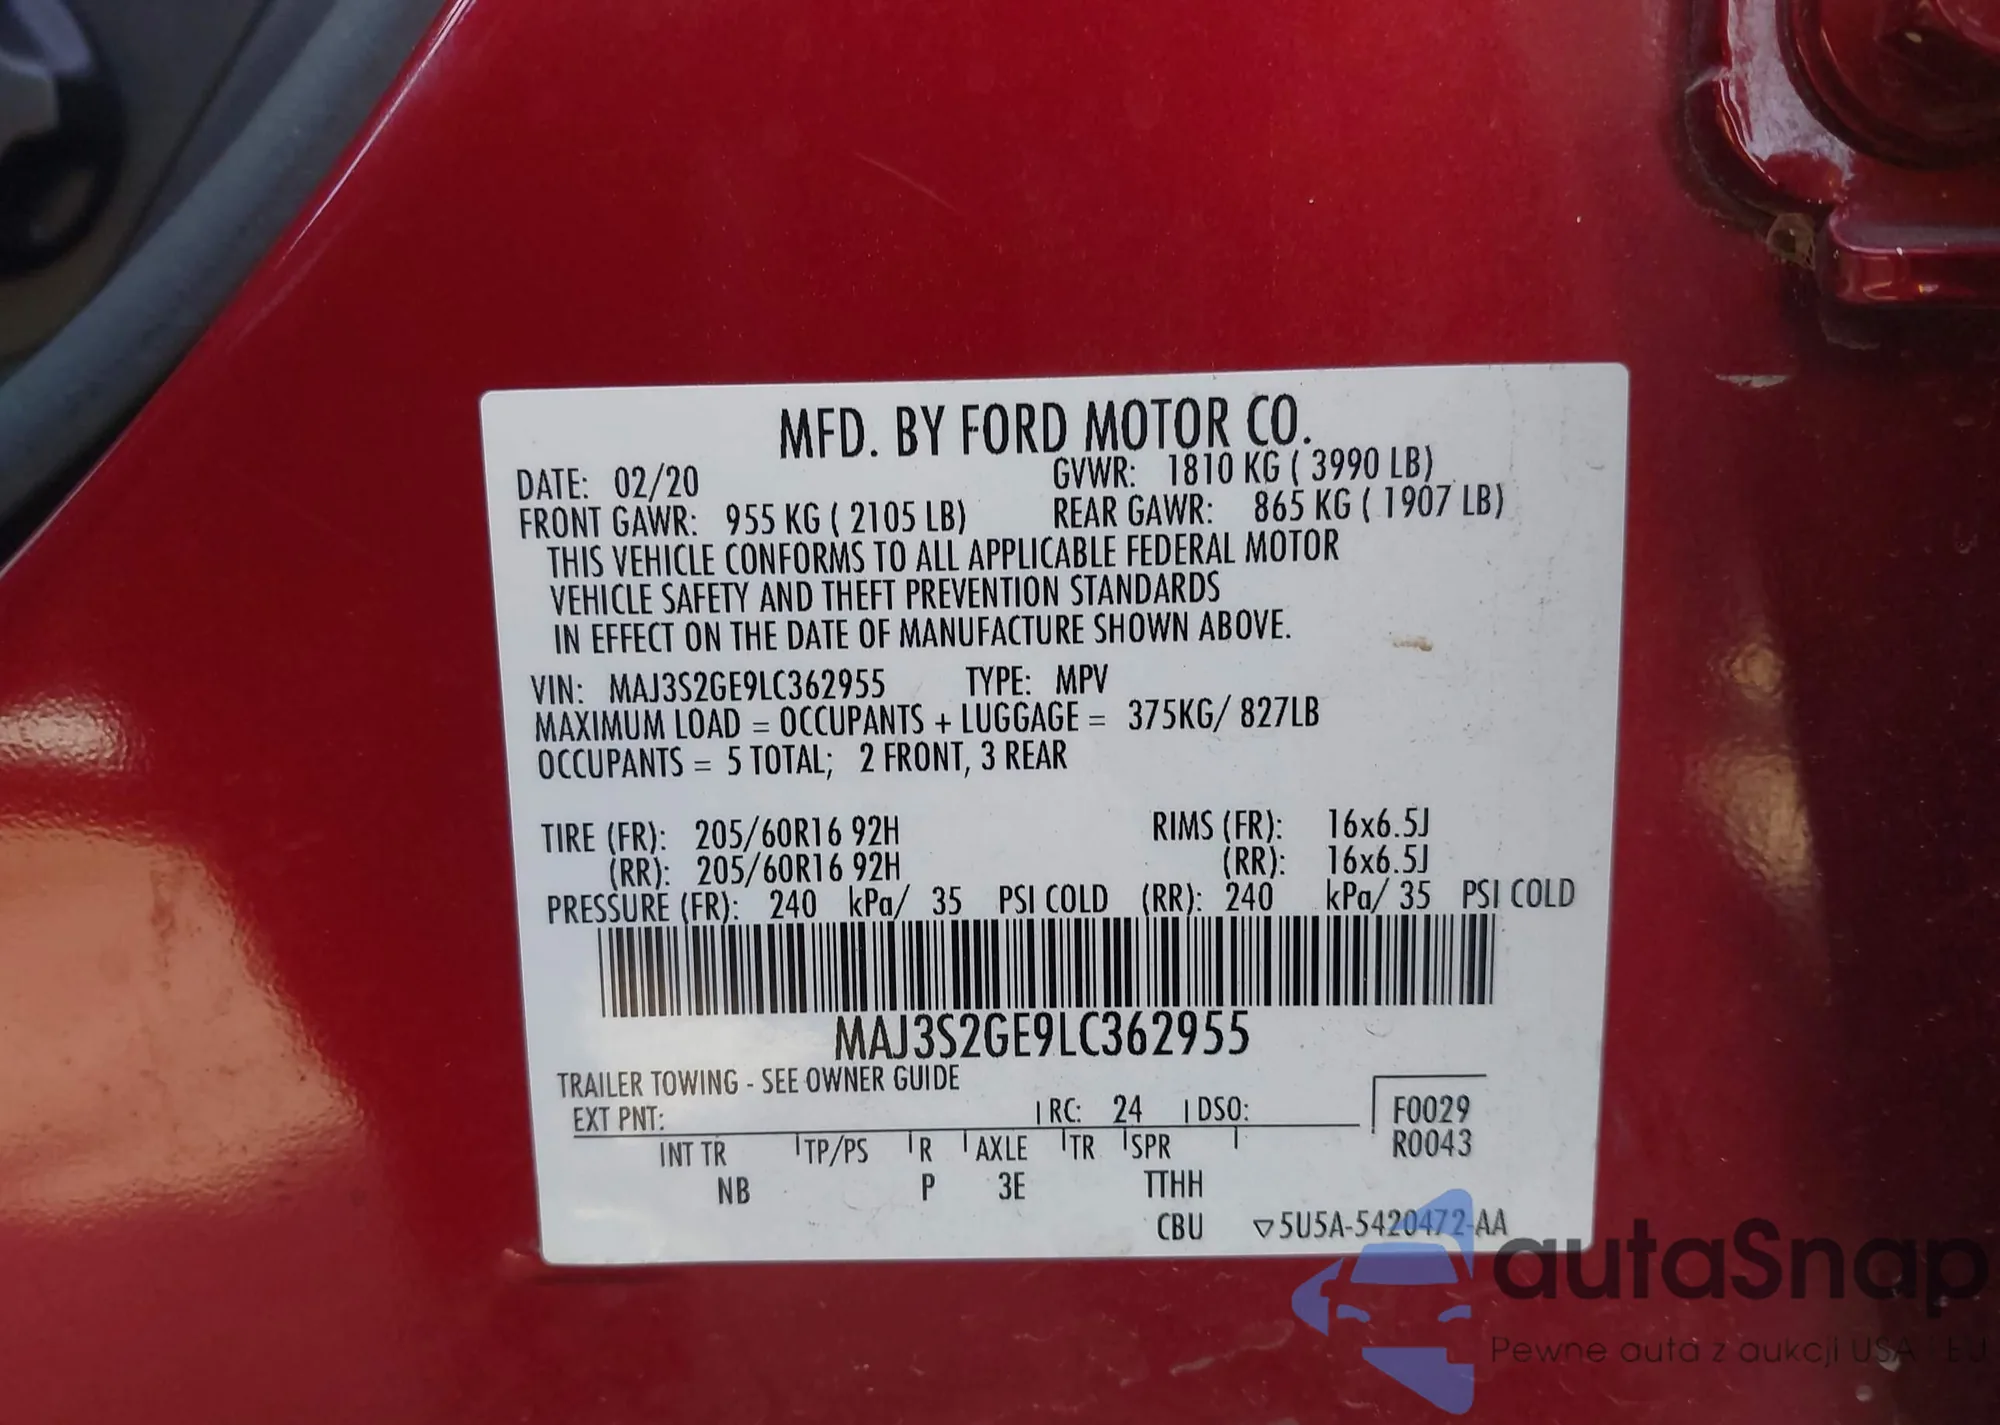 MFD. BY FORD MOTOR CO.
DATE: 02/20 GVWR: 1810 KG ( 3990 LB)
FRONT GAWR: 955 KG ( 2105 LB) REAR GAWR: 865 KG ( 1907 LB)
THIS VEHICLE CONFORMS TO ALL APPLICABLE FEDERAL MOTOR
VEHICLE SAFETY AND THEFT PREVENTION STANDARDS
IN EFFECT ON THE DATE OF MANUFACTURE SHOWN ABOVE.
VIN: MAJ3S2GE9LC362955 TYPE: MPV
MAXIMUM LOAD = OCCUPANTS + LUGGAGE = 375KG/ 827LB
OCCUPANTS = 5 TOTAL; 2 FRONT, 3 REAR
TIRE (FR): 205/60R16 92H RIMS (FR): 16x6.5J
(RR): 205/60R16 92H (RR): 16x6.5J
PRESSURE (FR): 240 kPa/ 35 PSI COLD (RR): 240 kPa/ 35 PSI COLD
MAJ3S2GE9LC362955
TRAILER TOWING - SEE OWNER GUIDE
EXT PNT: RC: 24 DSO: F0029
R0043
INT TR TP/PS R AXLE TR SPR
NB P 3E TTHH
CBU 5U5A-5420472-AA
autaSnap
Pewne auta z aukcji USA